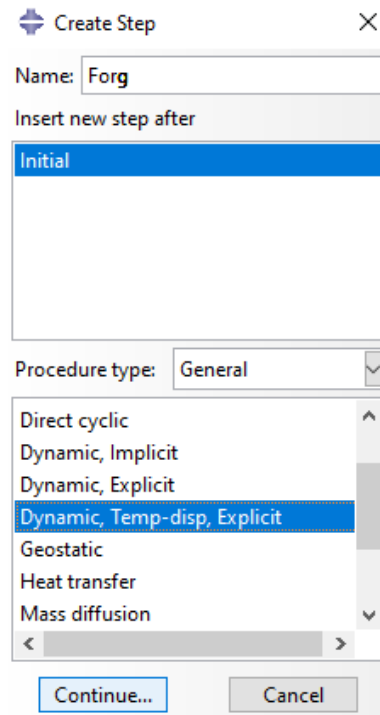 Create Step
Name: Forg
Insert new step after
Initial
Procedure type: General
Direct cyclic
Dynamic, Implicit
Dynamic, Explicit
Dynamic, Temp-disp, Explicit
Geostatic
Heat transfer
Mass diffusion
Continue... Cancel